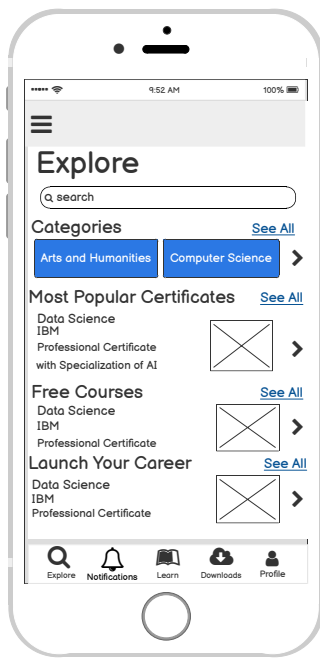 9:52 AM 100%
Explore
search
Categories See All
Arts and Humanities Computer Science
Most Popular Certificates See All
Data Science
IBM
Professional Certificate
with Specialization of AI
Free Courses See All
Data Science
IBM
Professional Certificate
Launch Your Career See All
Data Science
IBM
Professional Certificate
Explore Notifications Learn Downloads Profile